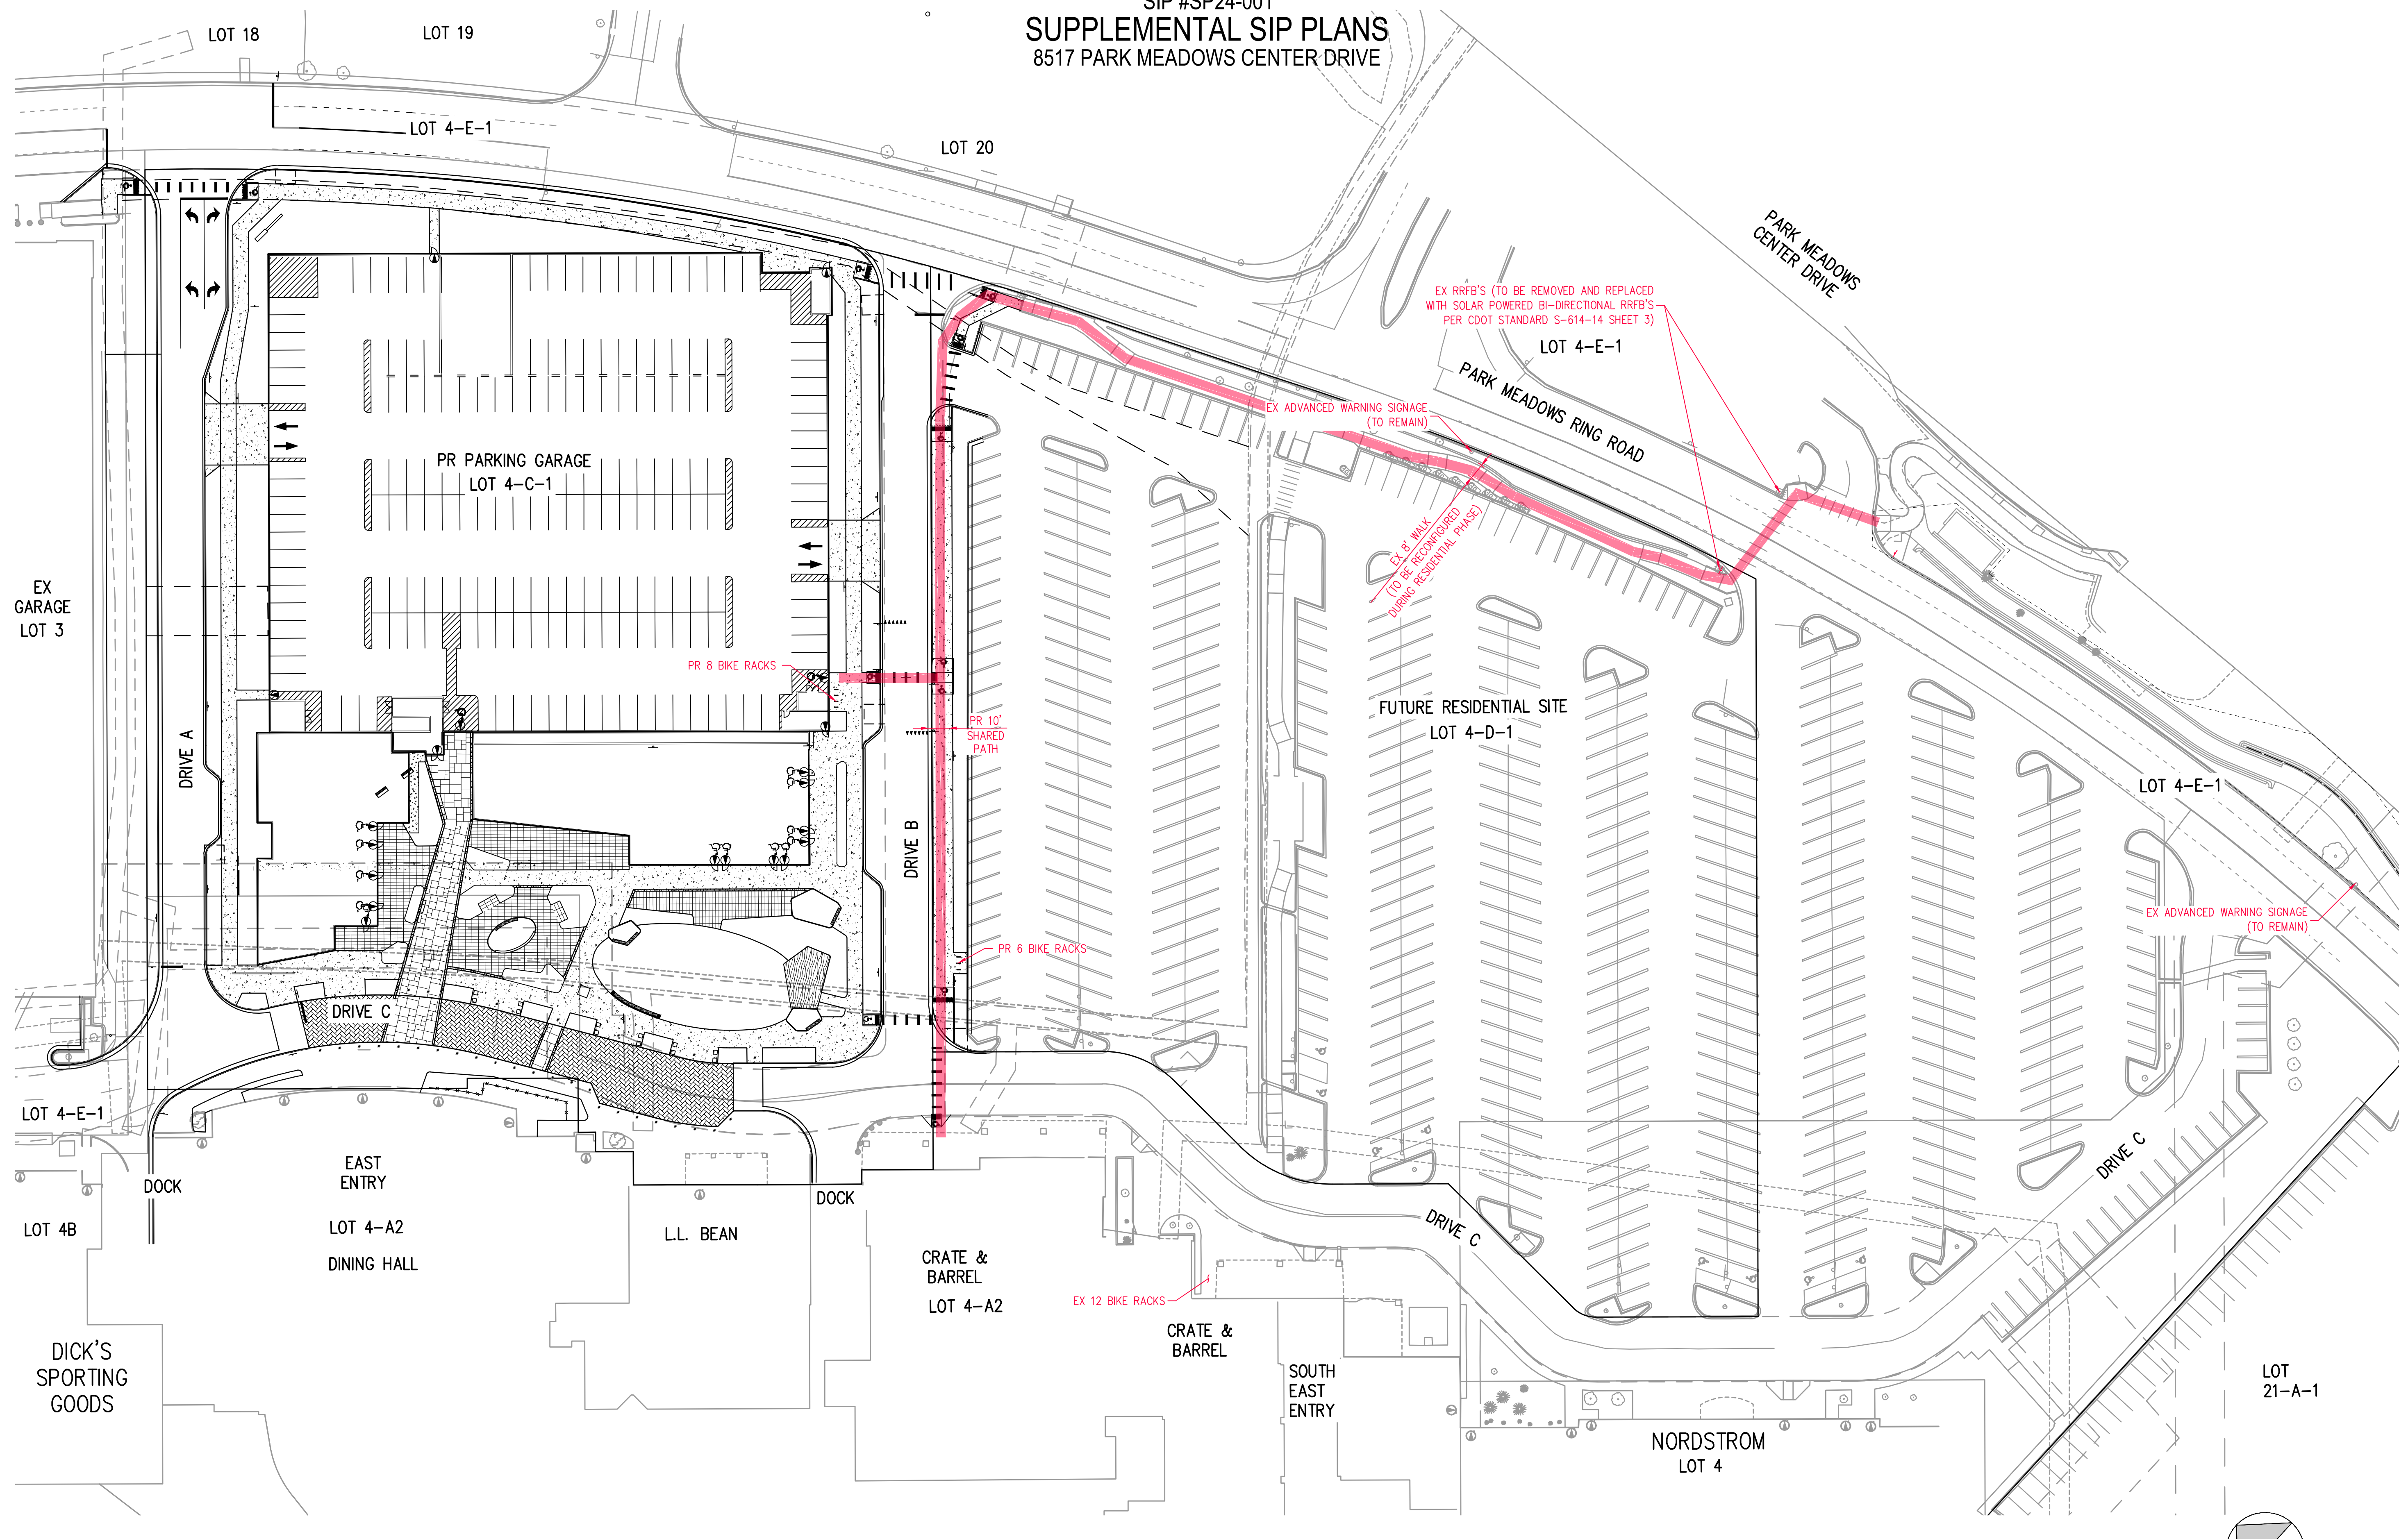 SIP #SP24-001
SUPPLEMENTAL SIP PLANS
8517 PARK MEADOWS CENTER DRIVE
LOT 18
LOT 19
LOT 4-E-1
LOT 20
PARK MEADOWS
CENTER DRIVE
EX RRFB'S (TO BE REMOVED AND REPLACED
WITH SOLAR POWERED BI-DIRECTIONAL RRFB'S
PER CDOT STANDARD S-614-14 SHEET 3)
LOT 4-E-1
PARK MEADOWS RING ROAD
EX ADVANCED WARNING SIGNAGE
(TO REMAIN)
PR PARKING GARAGE
LOT 4-C-1
EX 8' WALK
(TO BE RECONFIGURED
DURING RESIDENTIAL PHASE)
EX
GARAGE
LOT 3
PR 8 BIKE RACKS
PR 10'
SHARED
PATH
FUTURE RESIDENTIAL SITE
LOT 4-D-1
DRIVE A
DRIVE B
LOT 4-E-1
EX ADVANCED WARNING SIGNAGE
(TO REMAIN)
PR 6 BIKE RACKS
DRIVE C
LOT 4-E-1
DRIVE C
EAST
ENTRY
DOCK
DOCK
LOT 4B
LOT 4-A2
DINING HALL
L.L. BEAN
DRIVE C
CRATE &
BARREL
LOT 4-A2
EX 12 BIKE RACKS
CRATE &
BARREL
DICK'S
SPORTING
GOODS
SOUTH
EAST
ENTRY
LOT
21-A-1
NORDSTROM
LOT 4